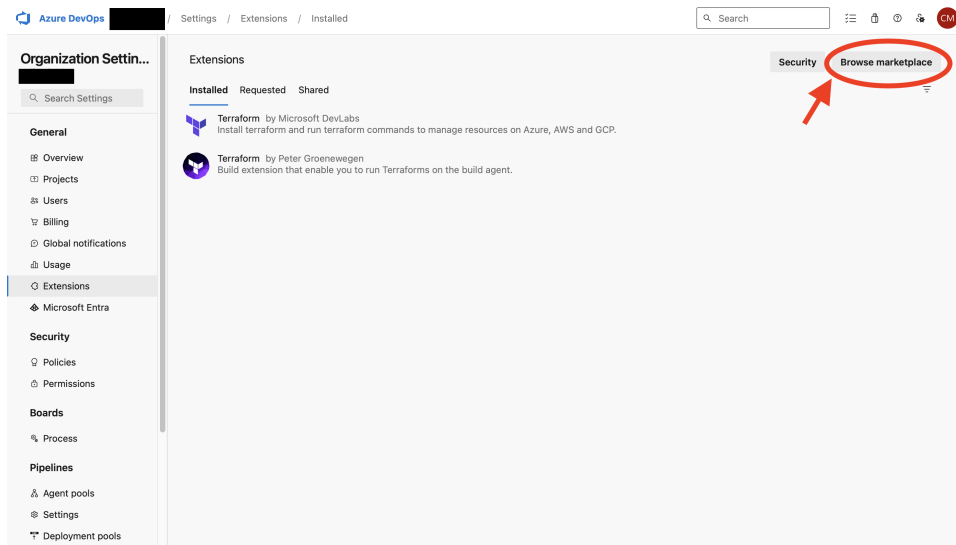 Azure DevOps / Settings / Extensions / Installed
Search
CM
Organization Settin...
Search Settings
General
Overview
Projects
Users
Billing
Global notifications
Usage
Extensions
Microsoft Entra
Security
Policies
Permissions
Boards
Process
Pipelines
Agent pools
Settings
Deployment pools
Extensions
Security
Browse marketplace
Installed Requested Shared
Terraform by Microsoft DevLabs
Install terraform and run terraform commands to manage resources on Azure, AWS and GCP.
Terraform by Peter Groenewegen
Build extension that enable you to run Terraforms on the build agent.